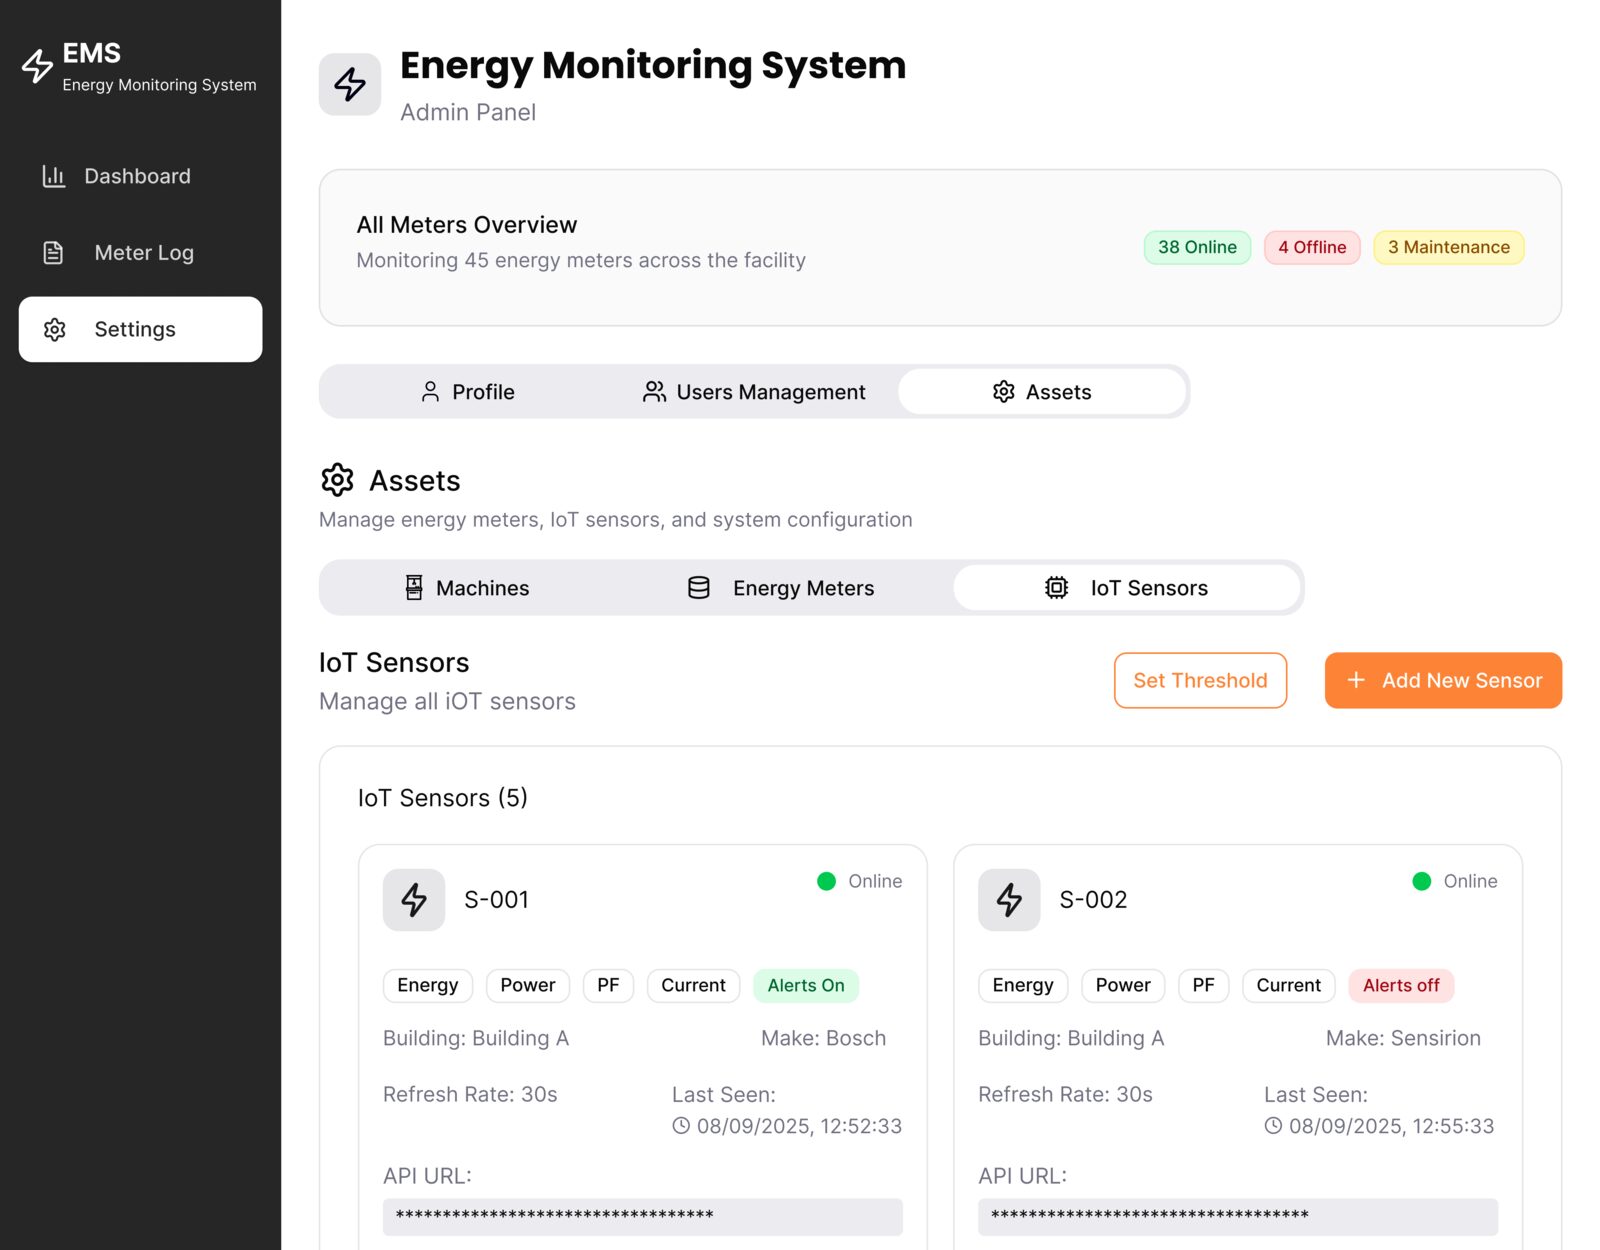 EMS
Energy Monitoring System
Dashboard
Meter Log
Settings
Energy Monitoring System
Admin Panel
All Meters Overview
Monitoring 45 energy meters across the facility
38 Online 4 Offline 3 Maintenance
Profile Users Management Assets
Assets
Manage energy meters, IoT sensors, and system configuration
Machines Energy Meters IoT Sensors
IoT Sensors
Manage all iOT sensors
Set Threshold + Add New Sensor
IoT Sensors (5)
S-001 Online
Energy Power PF Current Alerts On
Building: Building A Make: Bosch
Refresh Rate: 30s Last Seen:
08/09/2025, 12:52:33
API URL:
**********************************
S-002 Online
Energy Power PF Current Alerts off
Building: Building A Make: Sensirion
Refresh Rate: 30s Last Seen:
08/09/2025, 12:55:33
API URL:
**********************************